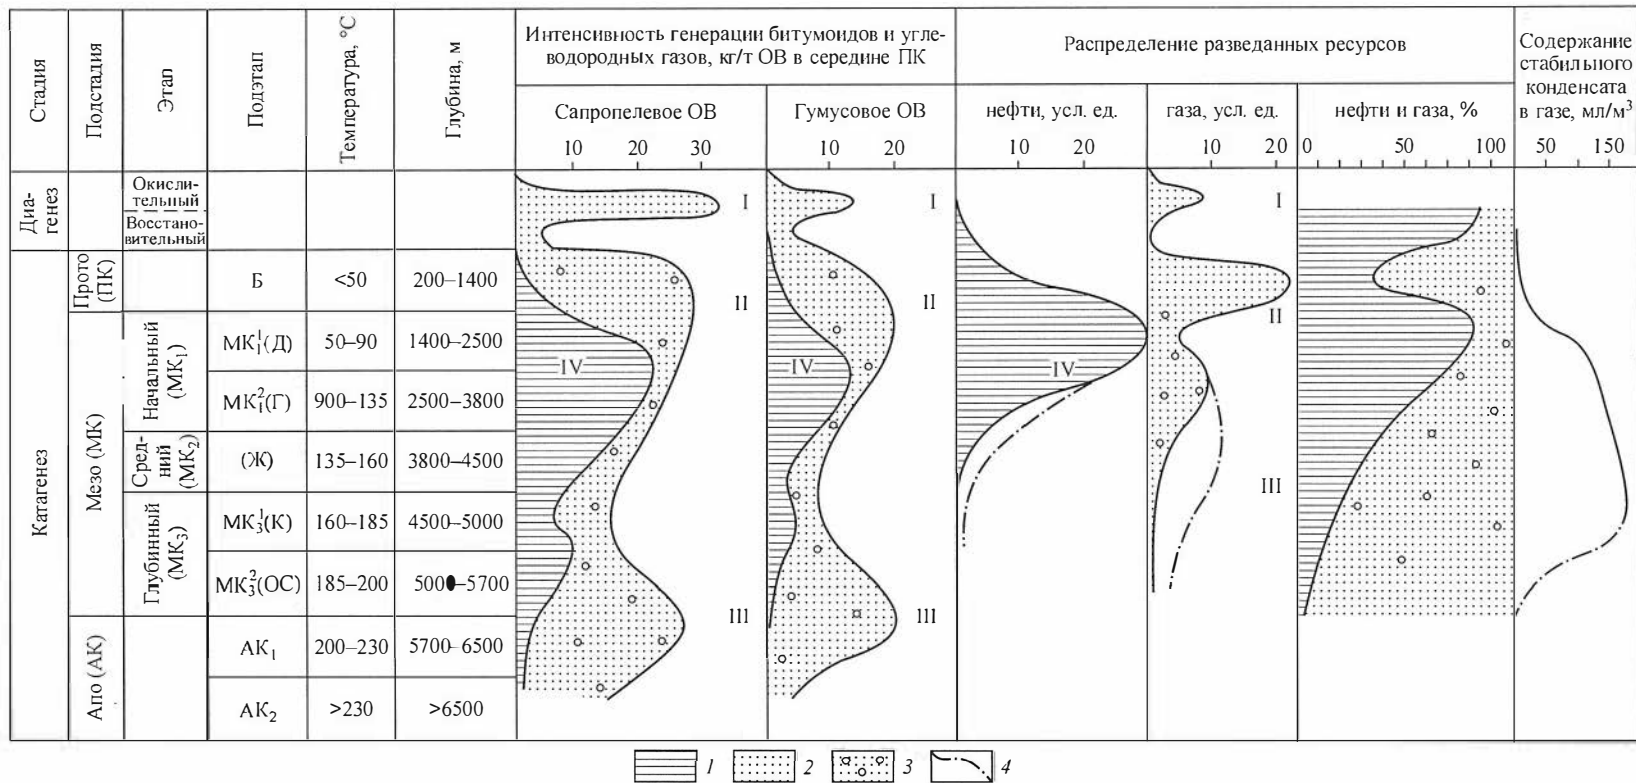 Стадия
Подстадия
Этап
Подэтап
Температура, °С
Глубина, м
Интенсивность генерации битумоидов и угле-
водородных газов, кг/т ОВ в середине ПК
Распределение разведанных ресурсов
Содержание
стабильного
конденсата
в газе, мл/м³
Сапропелевое ОВ
Гумусовое ОВ
нефти, усл. ед.
газа, усл. ед.
нефти и газа, %
10 20 30
10 20
10 20
10 20
0 50 100
50 150
Диа-
генез
Окисли-
тельный
Восстано-
вительный
I I I
Катагенез
Прото
(ПК)
Б <50 200–1400
II II II
Мезо (МК)
Начальный
(МК₁)
МК₁¹(Д) 50–90 1400–2500
IV IV IV
МК₁²(Г) 900–135 2500–3800
Сред-
ний
(МК₂)
(Ж) 135–160 3800–4500
III
Глубинный
(МК₃)
МК₃¹(К) 160–185 4500–5000
МК₃²(ОС) 185–200 5000–5700
III III
Апо (АК)
АК₁ 200–230 5700–6500
АК₂ >230 >6500
1 2 3 4